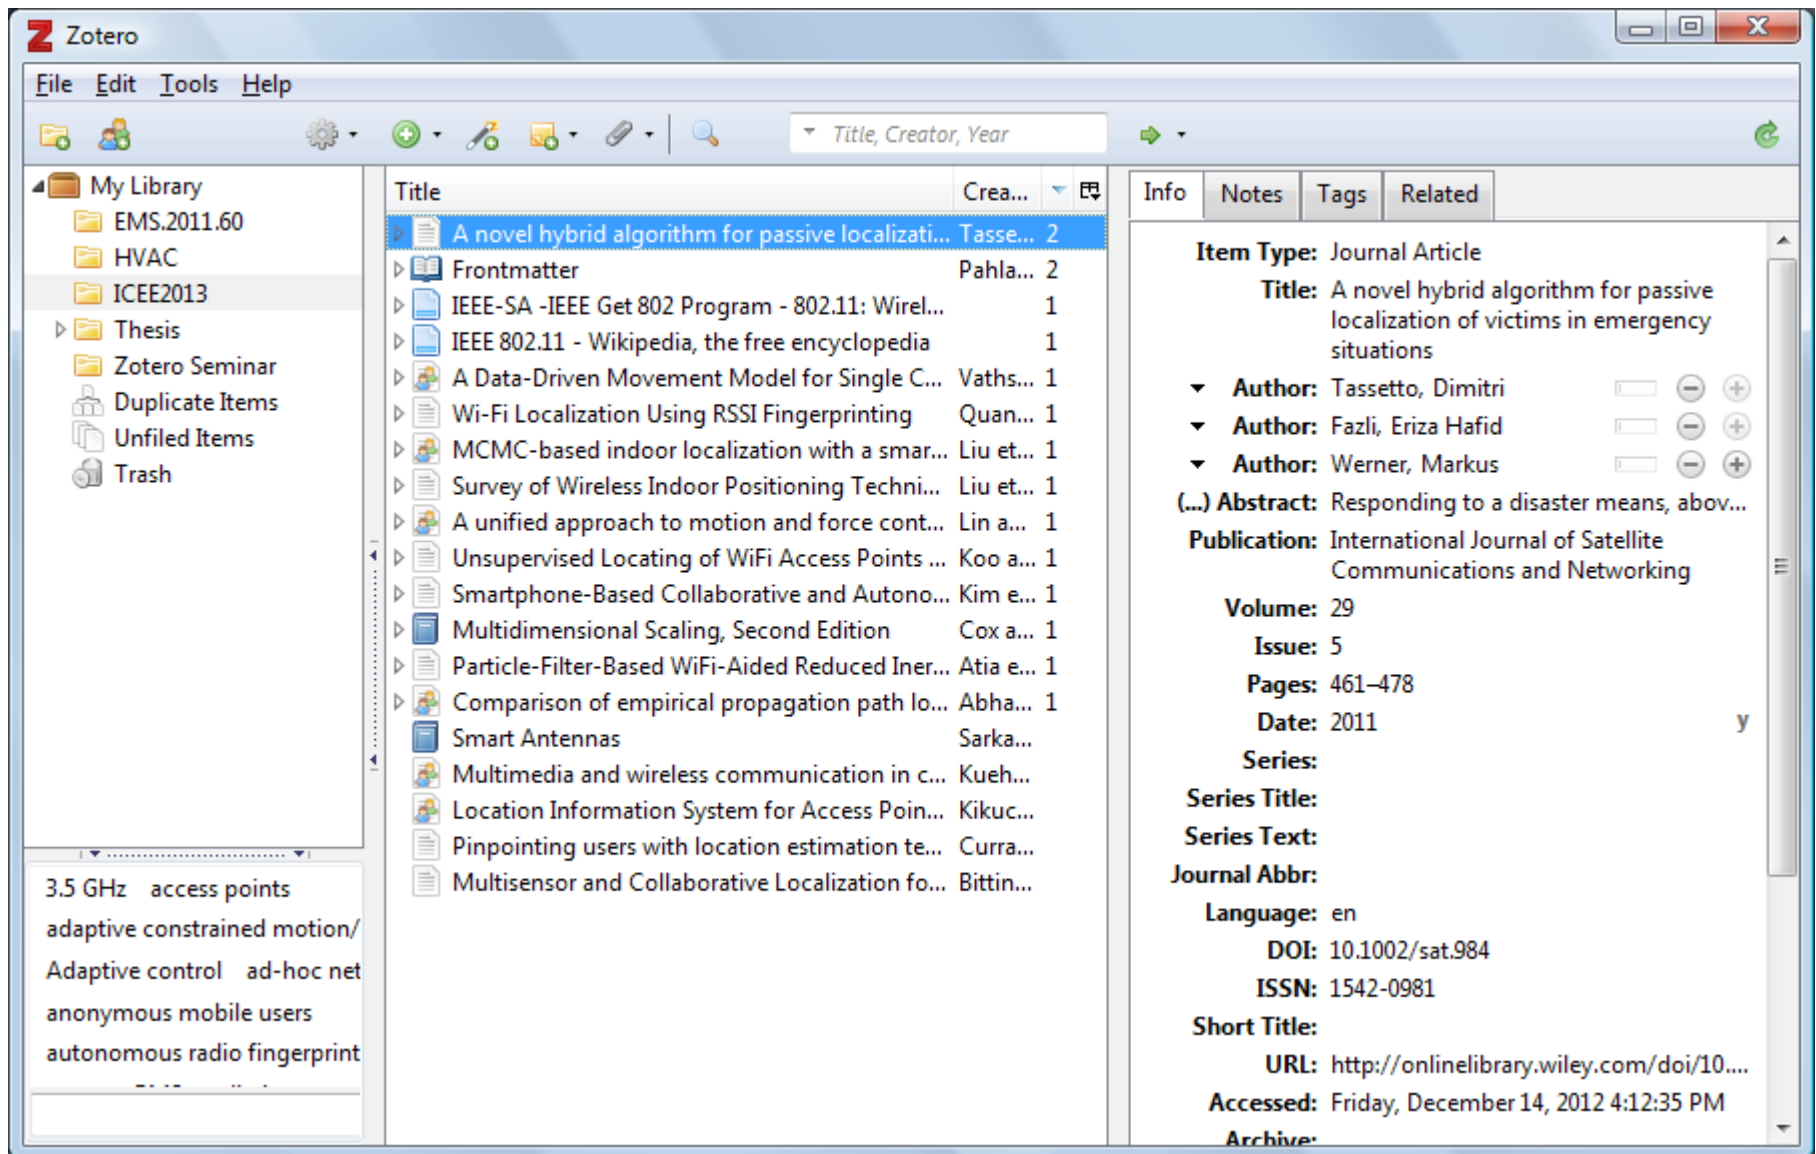 Zotero
File Edit Tools Help
Title, Creator, Year
My Library
EMS.2011.60
HVAC
ICEE2013
Thesis
Zotero Seminar
Duplicate Items
Unfiled Items
Trash
3.5 GHz access points
adaptive constrained motion/
Adaptive control ad-hoc net
anonymous mobile users
autonomous radio fingerprint
Title Crea...
A novel hybrid algorithm for passive localizati... Tasse... 2
Frontmatter Pahla... 2
IEEE-SA -IEEE Get 802 Program - 802.11: Wirel... 1
IEEE 802.11 - Wikipedia, the free encyclopedia 1
A Data-Driven Movement Model for Single C... Vaths... 1
Wi-Fi Localization Using RSSI Fingerprinting Quan... 1
MCMC-based indoor localization with a smar... Liu et... 1
Survey of Wireless Indoor Positioning Techni... Liu et... 1
A unified approach to motion and force cont... Lin a... 1
Unsupervised Locating of WiFi Access Points ... Koo a... 1
Smartphone-Based Collaborative and Autono... Kim e... 1
Multidimensional Scaling, Second Edition Cox a... 1
Particle-Filter-Based WiFi-Aided Reduced Iner... Atia e... 1
Comparison of empirical propagation path lo... Abha... 1
Smart Antennas Sarka...
Multimedia and wireless communication in c... Kueh...
Location Information System for Access Poin... Kikuc...
Pinpointing users with location estimation te... Curra...
Multisensor and Collaborative Localization fo... Bittin...
Info Notes Tags Related
Item Type: Journal Article
Title: A novel hybrid algorithm for passive
localization of victims in emergency
situations
Author: Tassetto, Dimitri
Author: Fazli, Eriza Hafid
Author: Werner, Markus
(...) Abstract: Responding to a disaster means, abov...
Publication: International Journal of Satellite
Communications and Networking
Volume: 29
Issue: 5
Pages: 461–478
Date: 2011 y
Series:
Series Title:
Series Text:
Journal Abbr:
Language: en
DOI: 10.1002/sat.984
ISSN: 1542-0981
Short Title:
URL: http://onlinelibrary.wiley.com/doi/10....
Accessed: Friday, December 14, 2012 4:12:35 PM
Archive: